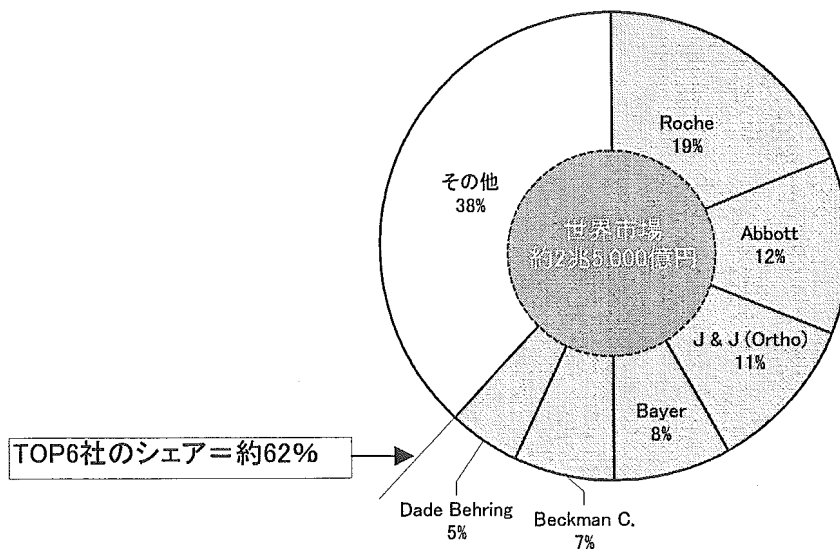 Roche
19%
その他
38%
世界市場
約2兆5,000億円
Abbott
12%
J & J (Ortho)
11%
Bayer
8%
TOP6社のシェア＝約62%
Dade Behring
5%
Beckman C.
7%